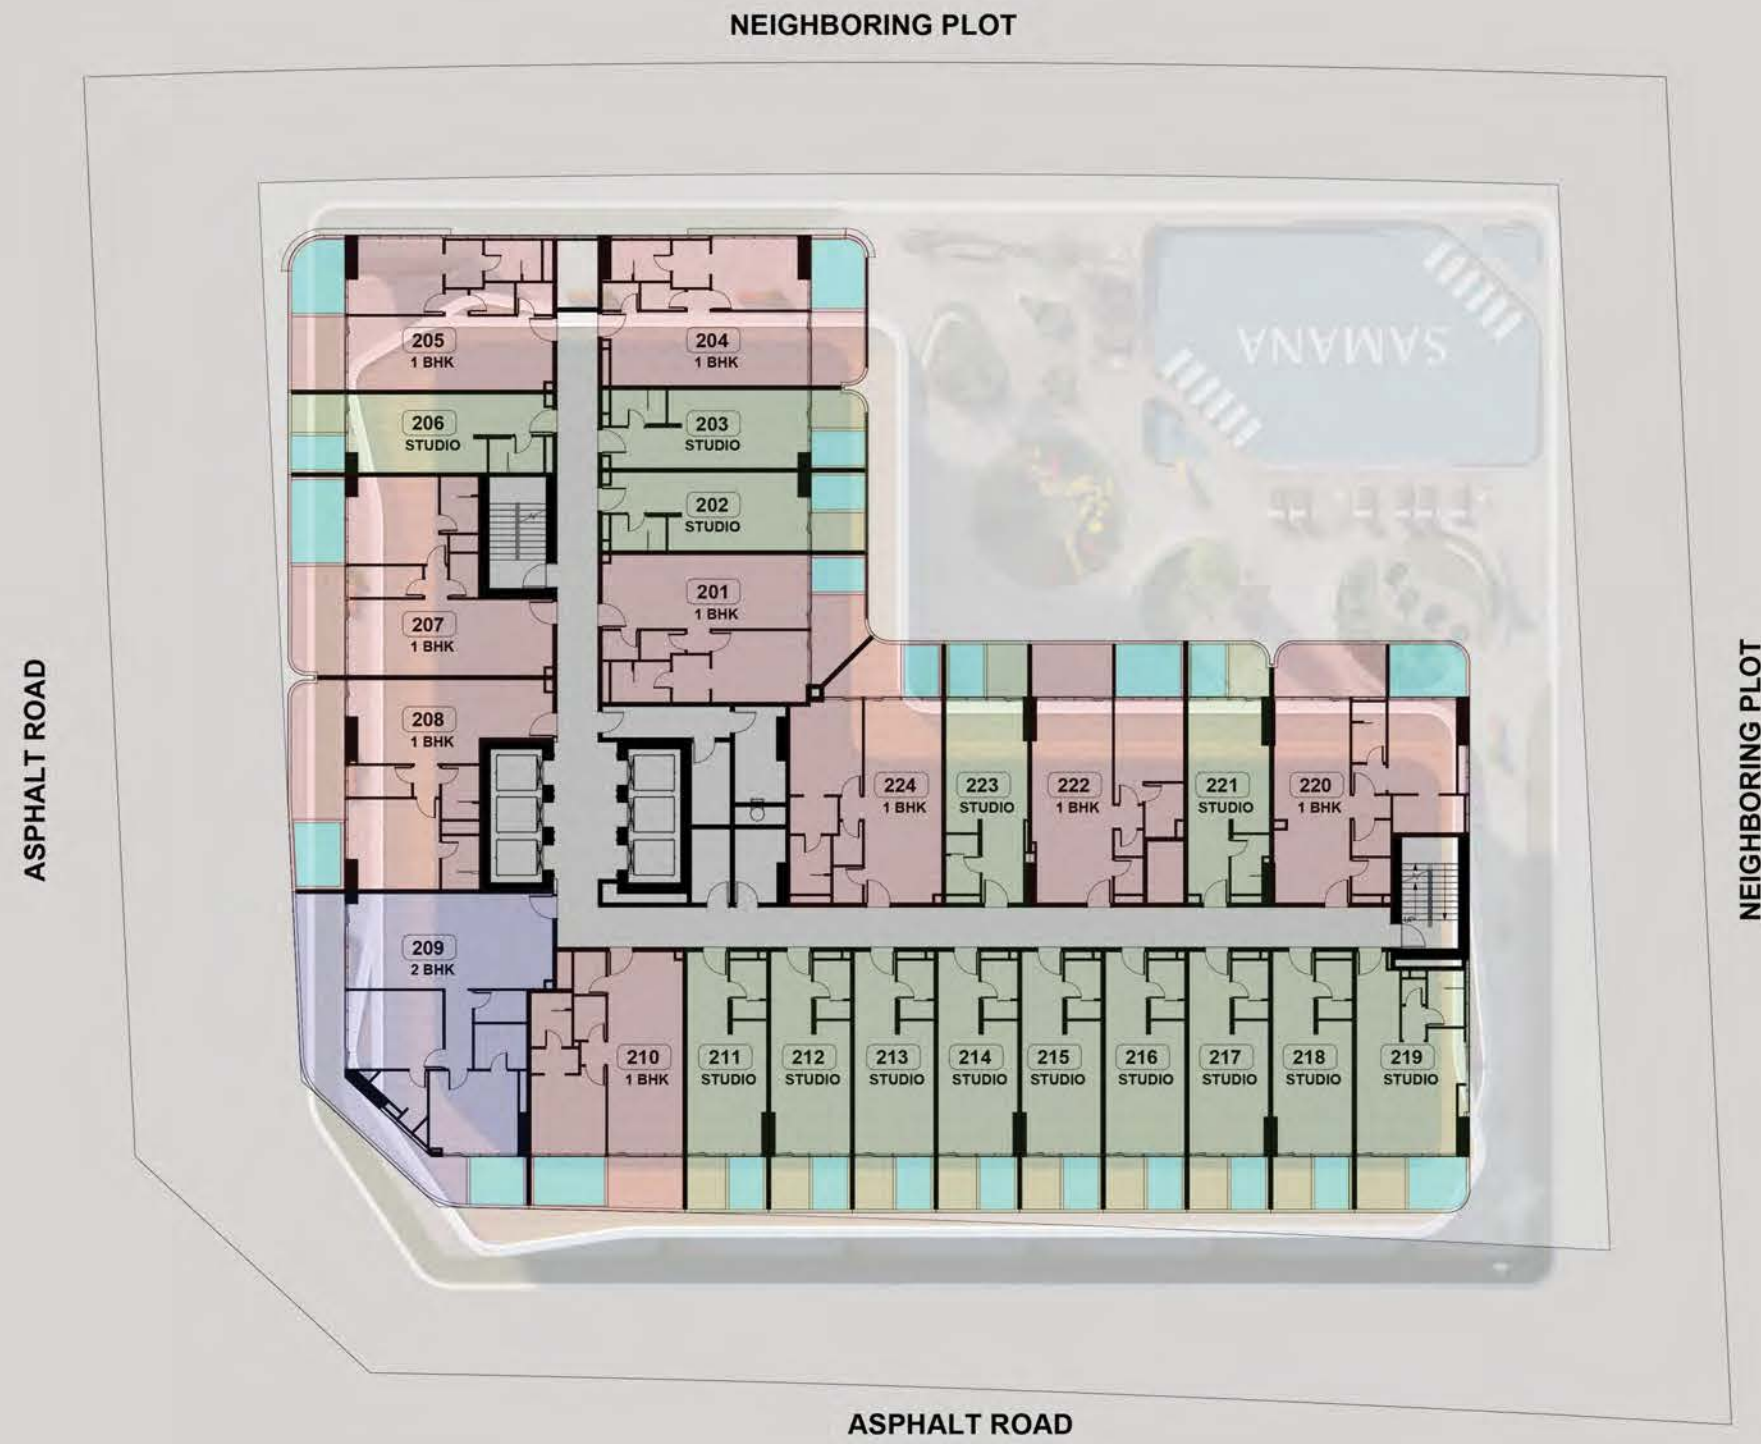 NEIGHBORING PLOT
SAMANA
205
1 BHK
204
1 BHK
206
STUDIO
203
STUDIO
202
STUDIO
201
1 BHK
207
1 BHK
208
1 BHK
224
1 BHK
223
STUDIO
222
1 BHK
221
STUDIO
220
1 BHK
209
2 BHK
210
1 BHK
211
STUDIO
212
STUDIO
213
STUDIO
214
STUDIO
215
STUDIO
216
STUDIO
217
STUDIO
218
STUDIO
219
STUDIO
ASPHALT ROAD
NEIGHBORING PLOT
ASPHALT ROAD